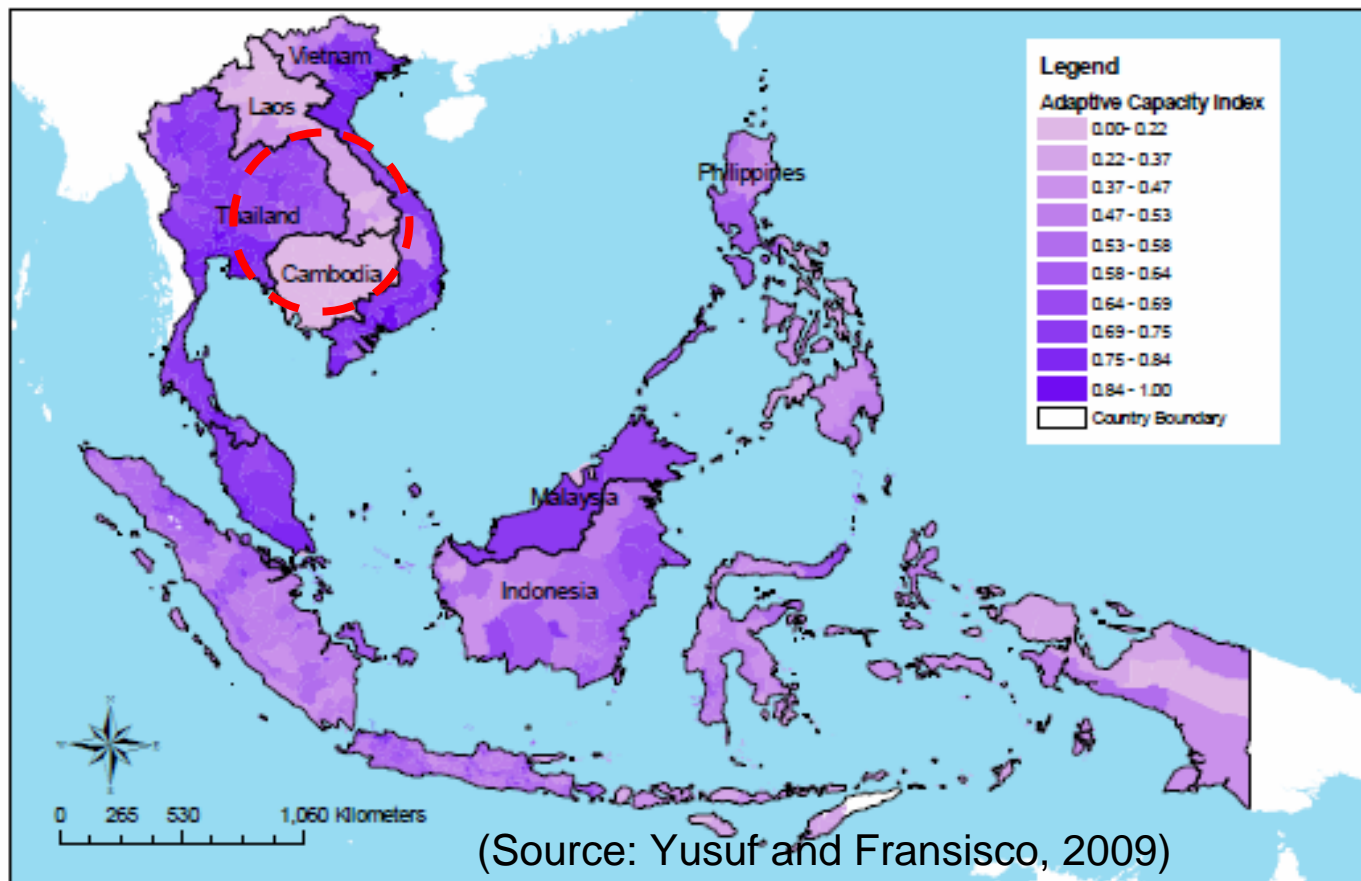 Vietnam
Laos
Thailand
Cambodia
Philippines
Malaysia
Indonesia
Legend
Adaptive Capacity Index
0.00- 0.22
0.22 - 0.37
0.37 - 0.47
0.47 - 0.53
0.53 - 0.58
0.58 - 0.64
0.64 - 0.69
0.69 - 0.75
0.75 - 0.84
0.84 - 1.00
Country Boundary
0 265 530 1,060 Kilometers
(Source: Yusuf and Fransisco, 2009)